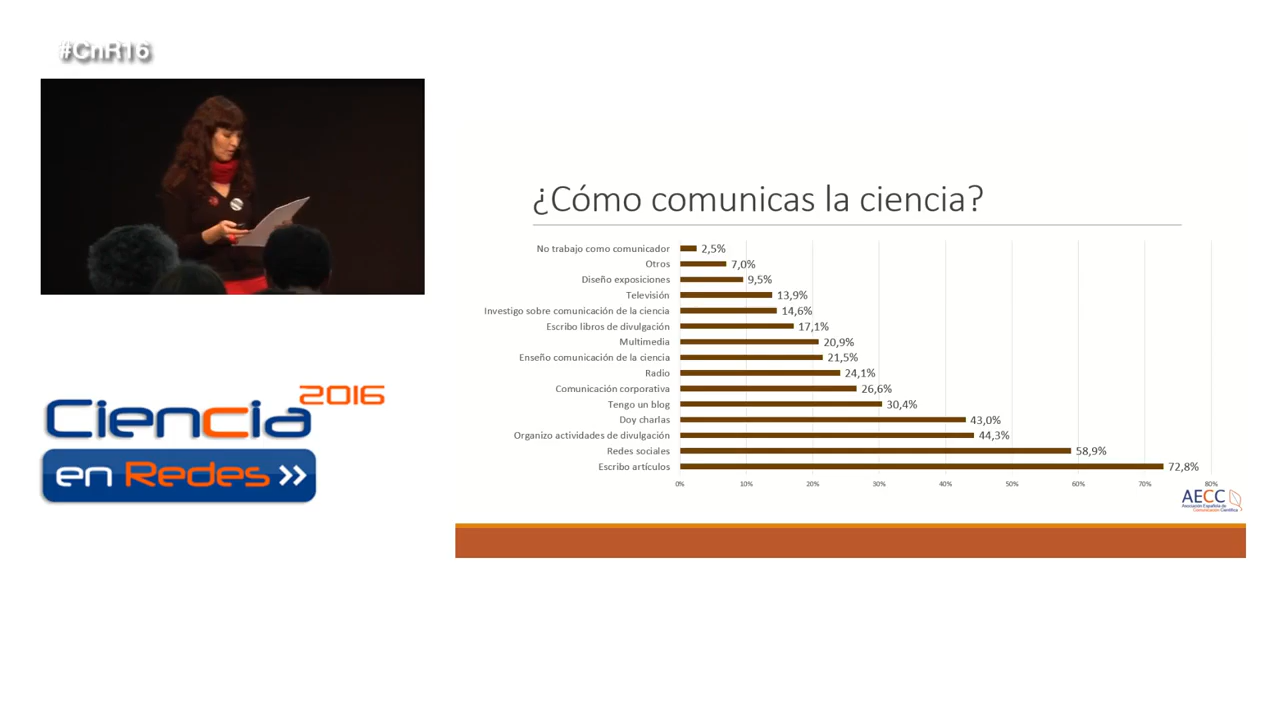 #CnR16
¿Cómo comunicas la ciencia?
No trabajo como comunicador 2,5%
Otros 7,0%
Diseño exposiciones 9,5%
Televisión 13,9%
Investigo sobre comunicación de la ciencia 14,6%
Escribo libros de divulgación 17,1%
Multimedia 20,9%
Enseño comunicación de la ciencia 21,5%
Radio 24,1%
Comunicación corporativa 26,6%
Tengo un blog 30,4%
Doy charlas 43,0%
Organizo actividades de divulgación 44,3%
Redes sociales 58,9%
Escribo artículos 72,8%
0% 10% 20% 30% 40% 50% 60% 70% 80%
AECC
Asociación Española de
Comunicación Científica
2016
Ciencia
en Redes »